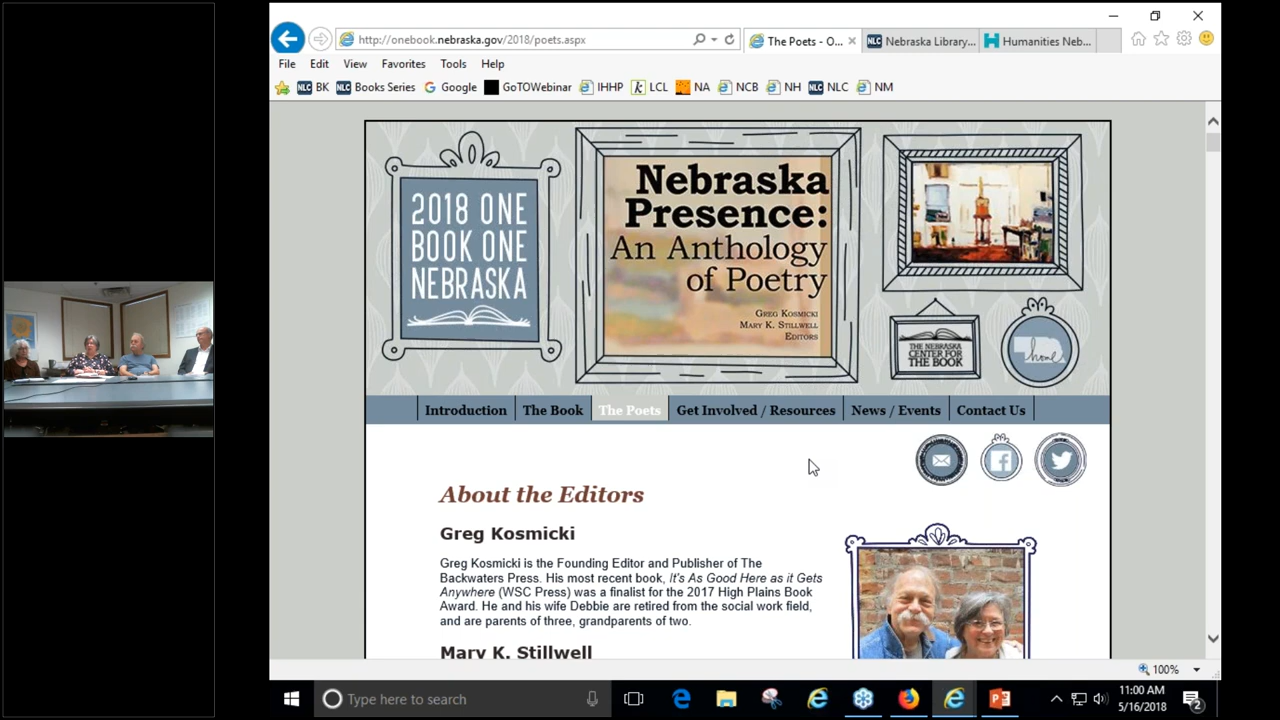 http://onebook.nebraska.gov/2018/poets.aspx
The Poets - O...
NLC Nebraska Library...
Humanities Neb...
File Edit View Favorites Tools Help
NLC BK
NLC Books Series
Google
GoTOWebinar
IHHP
LCL
NA
NCB
NH
NLC NLC
NM
2018 ONE
BOOK ONE
NEBRASKA
Nebraska
Presence:
An Anthology
of Poetry
Greg Kosmicki
Mary K. Stillwell
Editors
THE NEBRASKA
CENTER FOR
THE BOOK
home
Introduction The Book The Poets Get Involved / Resources News / Events Contact Us
About the Editors
Greg Kosmicki
Greg Kosmicki is the Founding Editor and Publisher of The
Backwaters Press. His most recent book, It's As Good Here as it Gets
Anywhere (WSC Press) was a finalist for the 2017 High Plains Book
Award. He and his wife Debbie are retired from the social work field,
and are parents of three, grandparents of two.
Mary K. Stillwell
100%
Type here to search
11:00 AM
5/16/2018
2